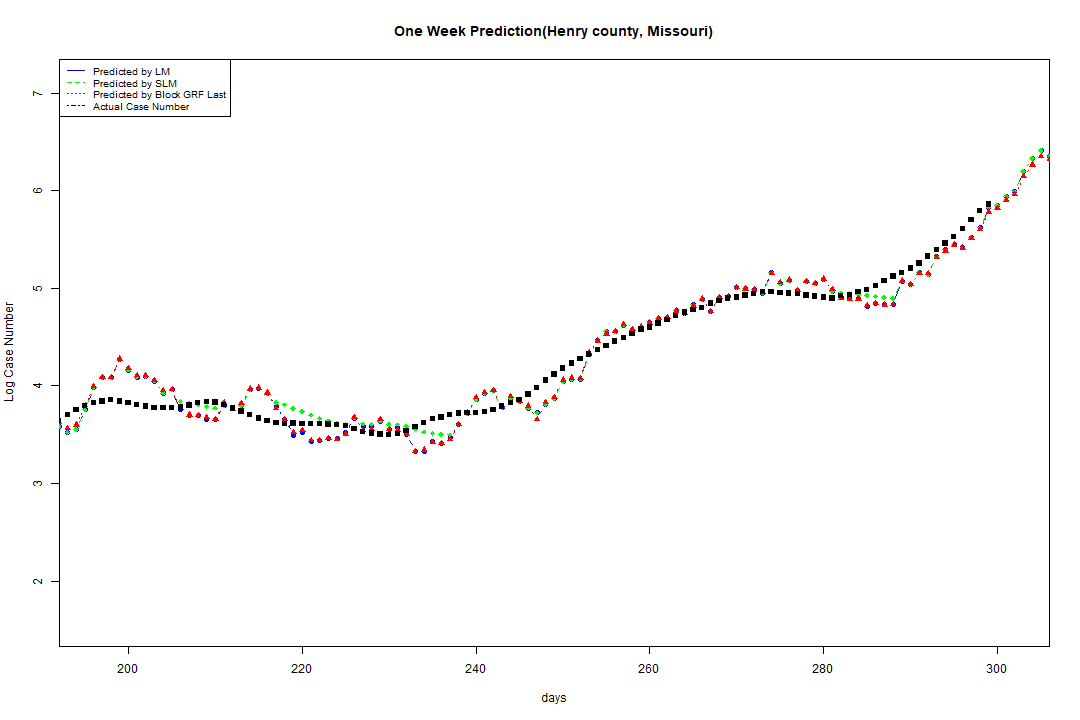 One Week Prediction(Henry county, Missouri)
Predicted by LM
Predicted by SLM
Predicted by Block GRF Last
Actual Case Number
7
6
5
4
3
2
Log Case Number
200 220 240 260 280 300
days